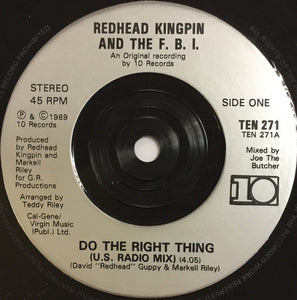 REDHEAD KINGPIN
AND THE F. B. I.
An Original recording
by 10 Records
STEREO
45 RPM
SIDE ONE
℗ & © 1989
10 Records
TEN 271
TEN 271A
Produced
by Redhead
Kingpin and
Markell Riley
for G.R.
Productions
Mixed by
Joe The
Butcher
Arranged by
Teddy Riley
Cal-Gene/
Virgin Music
(Publ.) Ltd.
10
DO THE RIGHT THING
(U.S. RADIO MIX) (4.05)
(David "Redhead" Guppy & Markell Riley)